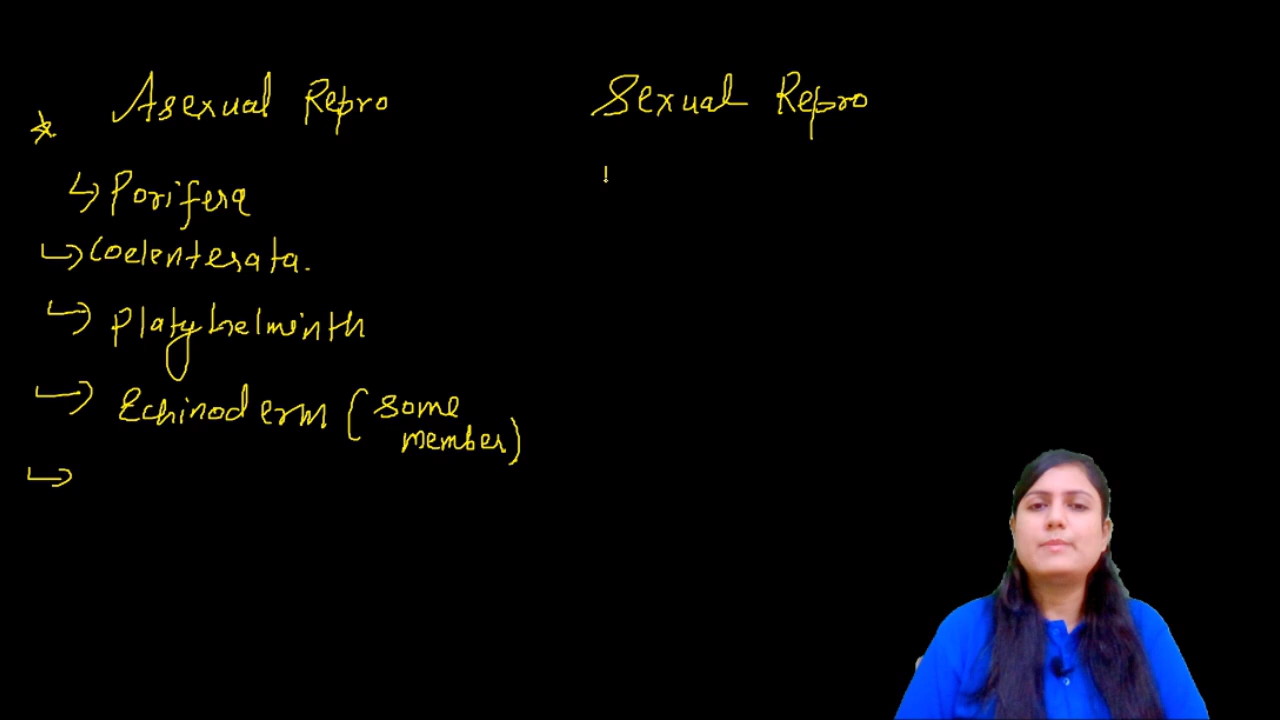 Asexual Repro
Sexual Repro
↳ Porifera
↳ Coelenterata.
↳ Platyhelminth
↳ Echinoderm (some
member)
↳